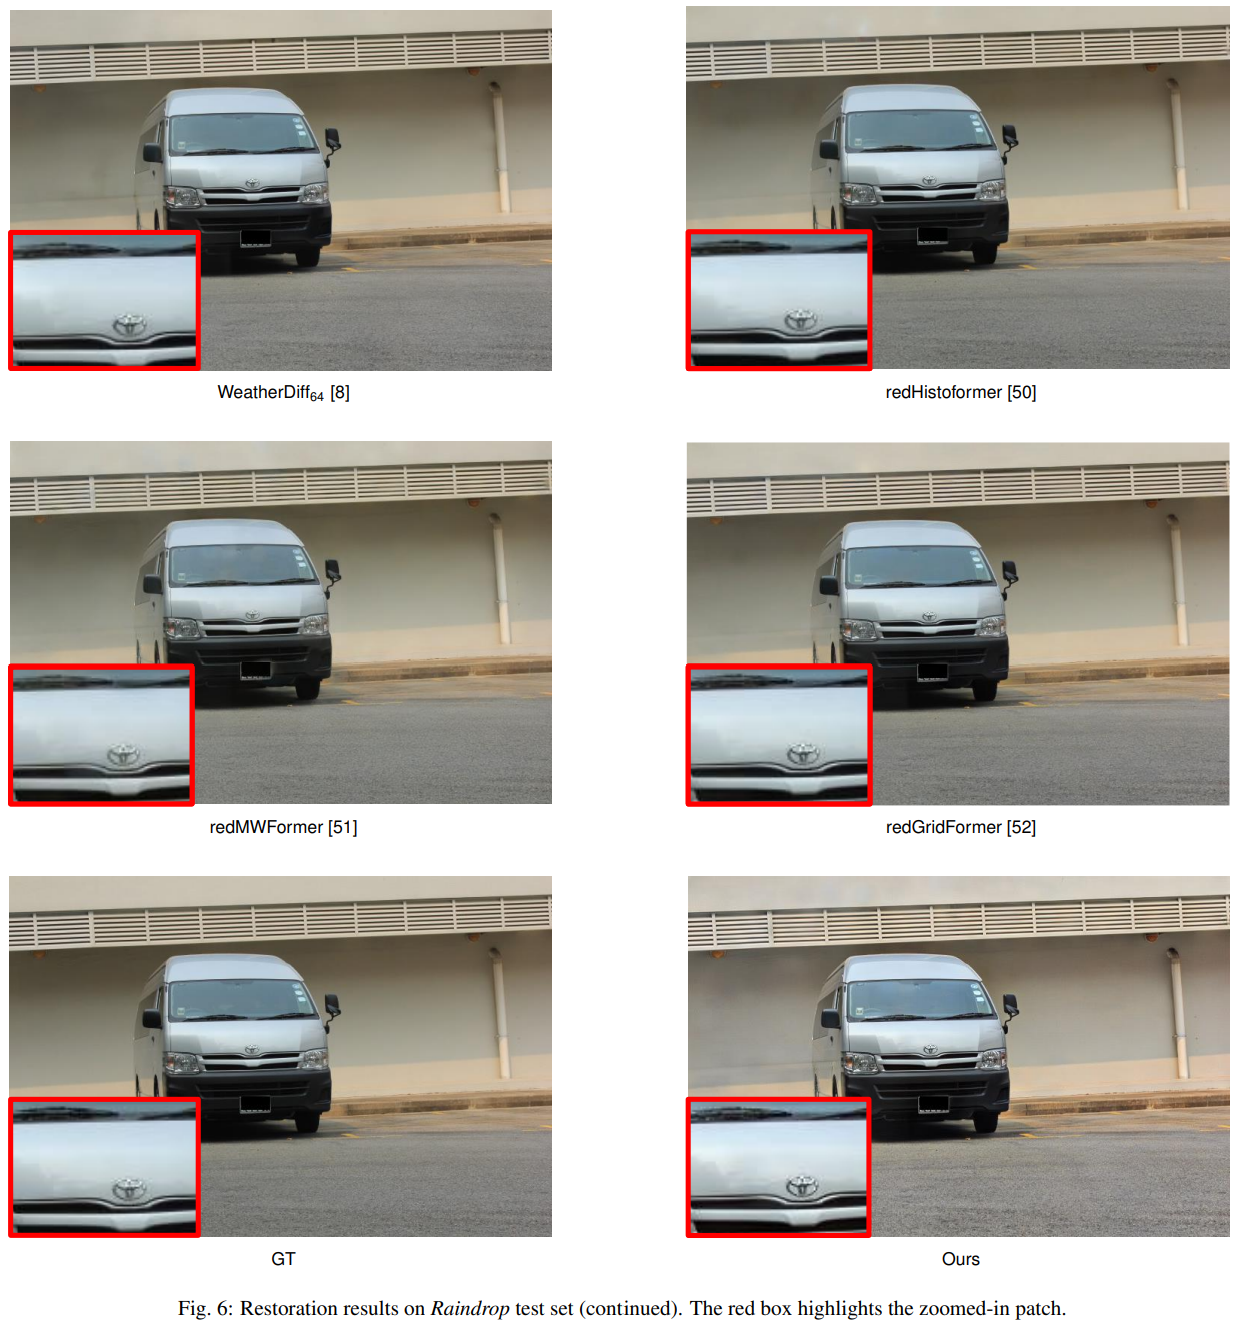 WeatherDiff64 [8]
redHistoformer [50]
redMWFormer [51]
redGridFormer [52]
GT
Ours
Fig. 6: Restoration results on Raindrop test set (continued). The red box highlights the zoomed-in patch.